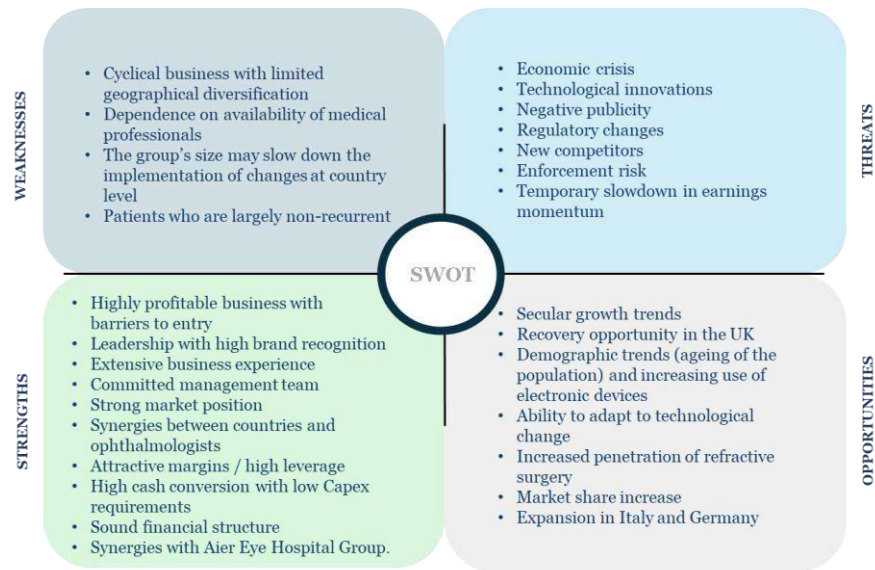 WEAKNESSES
• Cyclical business with limited
geographical diversification
• Dependence on availability of medical
professionals
• The group's size may slow down the
implementation of changes at country
level
• Patients who are largely non-recurrent
THREATS
• Economic crisis
• Technological innovations
• Negative publicity
• Regulatory changes
• New competitors
• Enforcement risk
• Temporary slowdown in earnings
momentum
SWOT
STRENGTHS
• Highly profitable business with
barriers to entry
• Leadership with high brand recognition
• Extensive business experience
• Committed management team
• Strong market position
• Synergies between countries and
ophthalmologists
• Attractive margins / high leverage
• High cash conversion with low Capex
requirements
• Sound financial structure
• Synergies with Aier Eye Hospital Group.
OPPORTUNITIES
• Secular growth trends
• Recovery opportunity in the UK
• Demographic trends (ageing of the
population) and increasing use of
electronic devices
• Ability to adapt to technological
change
• Increased penetration of refractive
surgery
• Market share increase
• Expansion in Italy and Germany